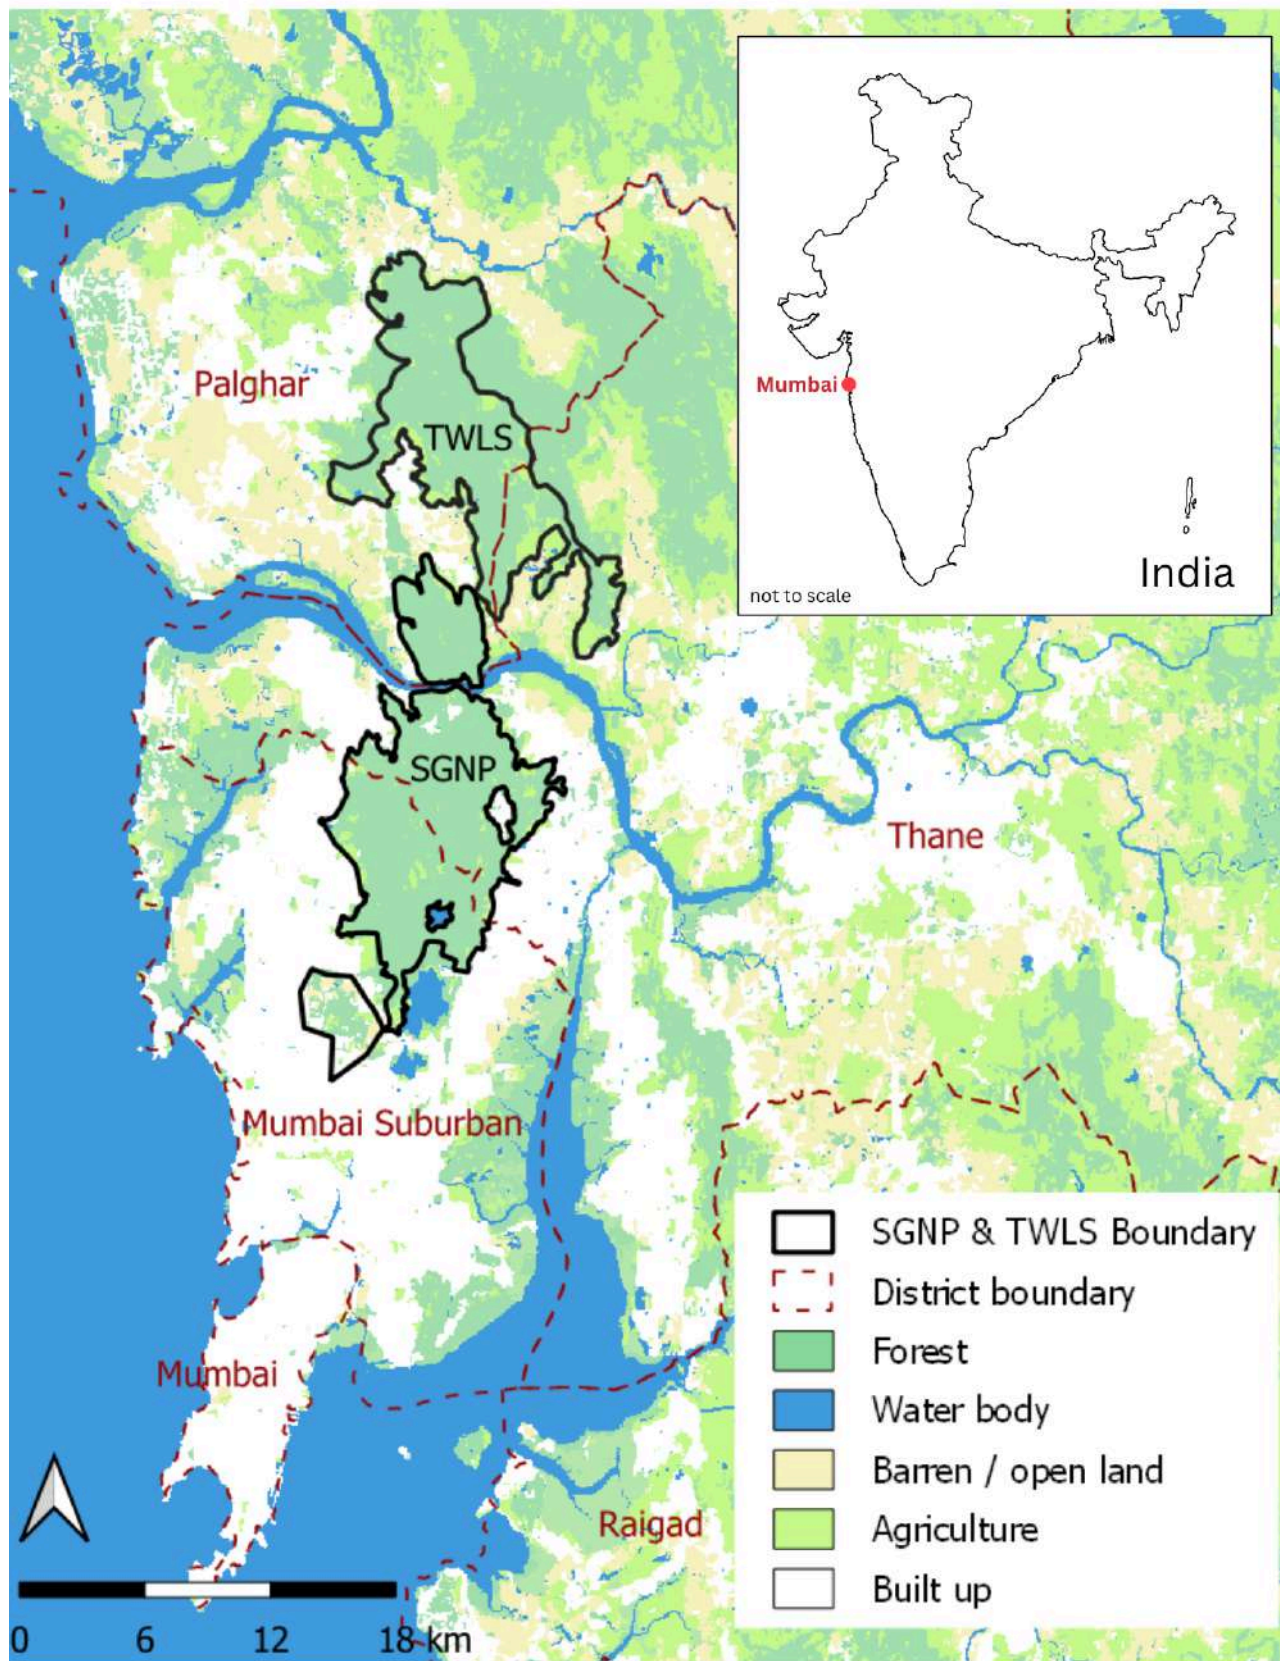 Palghar
TWLS
Mumbai
India
not to scale
SGNP
Thane
Mumbai Suburban
Mumbai
Raigad
SGNP & TWLS Boundary
District boundary
Forest
Water body
Barren / open land
Agriculture
Built up
0 6 12 18 km